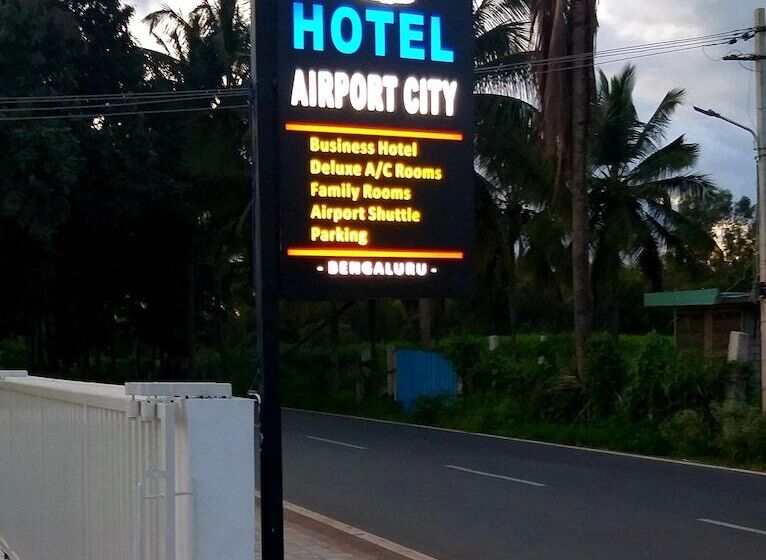 HOTEL
AIRPORT CITY
Business Hotel
Deluxe A/C Rooms
Family Rooms
Airport Shuttle
Parking
- BENGALURU -